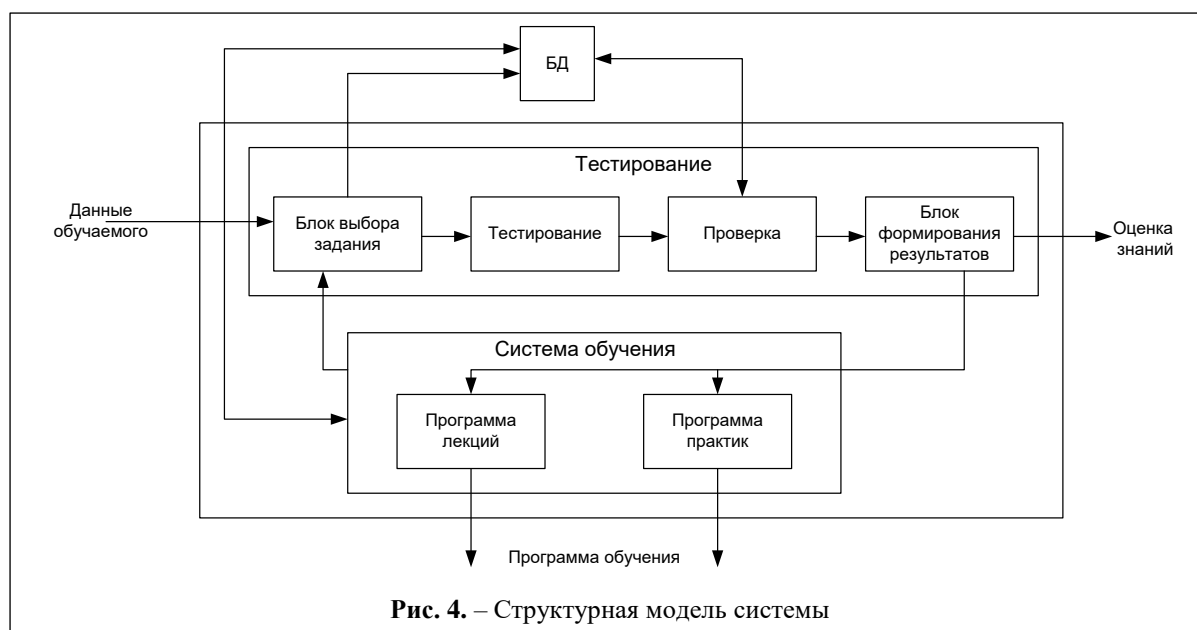 БД
Тестирование
Данные
обучаемого
Блок выбора
задания
Тестирование
Проверка
Блок
формирования
результатов
Оценка
знаний
Система обучения
Программа
лекций
Программа
практик
Программа обучения
Рис. 4. – Структурная модель системы